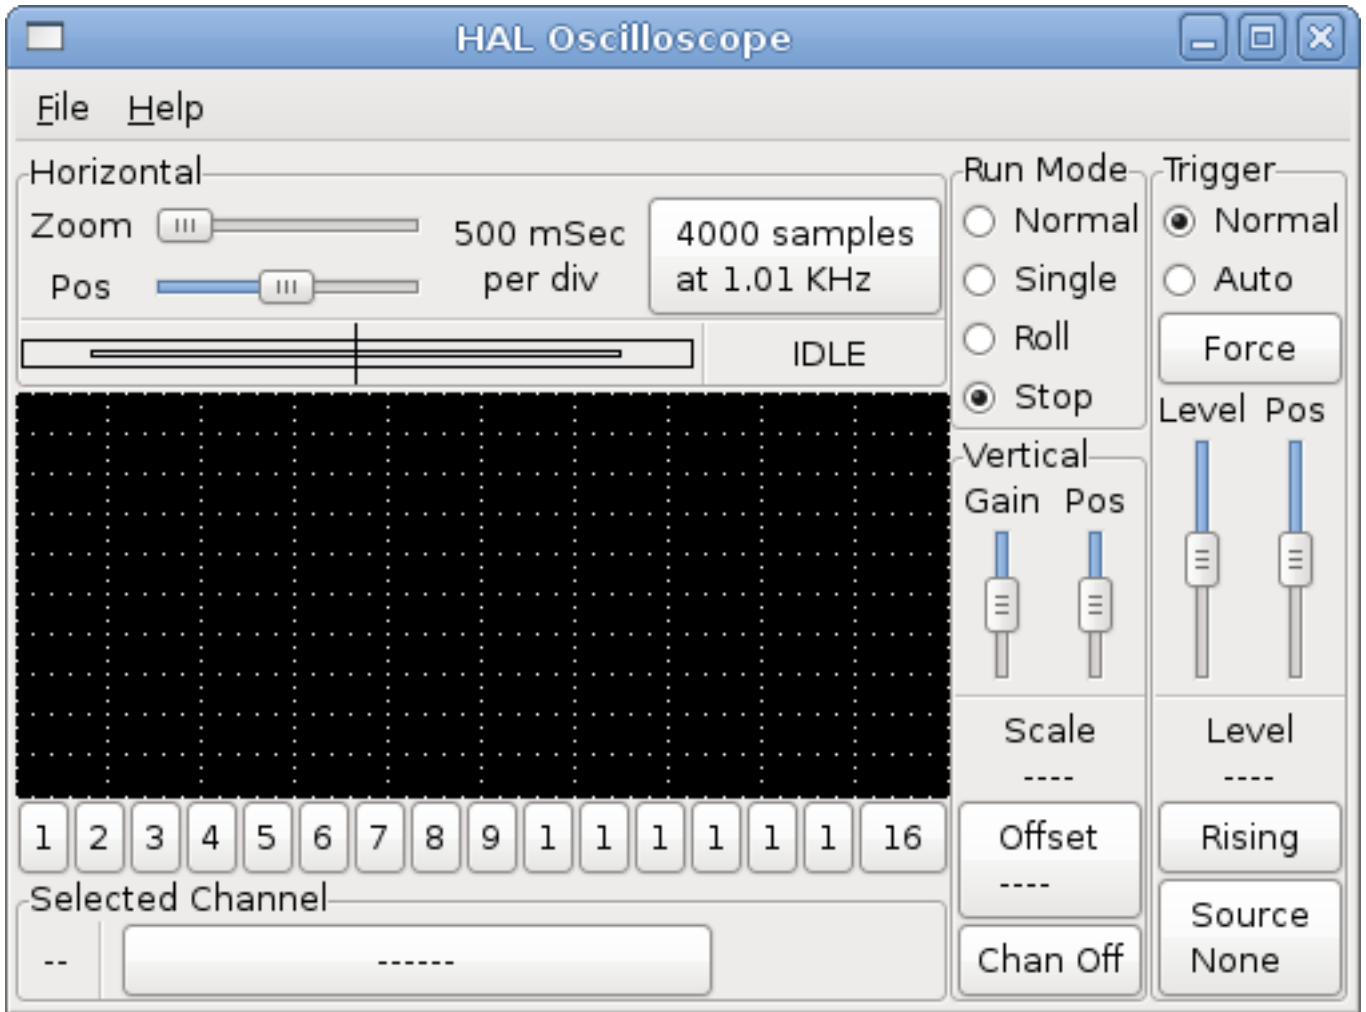 HAL Oscilloscope
File Help
Horizontal
Zoom
Pos
500 mSec
per div
4000 samples
at 1.01 KHz
IDLE
Run Mode
Normal
Single
Roll
Stop
Trigger
Normal
Auto
Force
Level Pos
Vertical
Gain Pos
Scale
----
Level
----
1 2 3 4 5 6 7 8 9 1 1 1 1 1 1 16
Offset
----
Rising
Selected Channel
--
------
Chan Off
Source
None